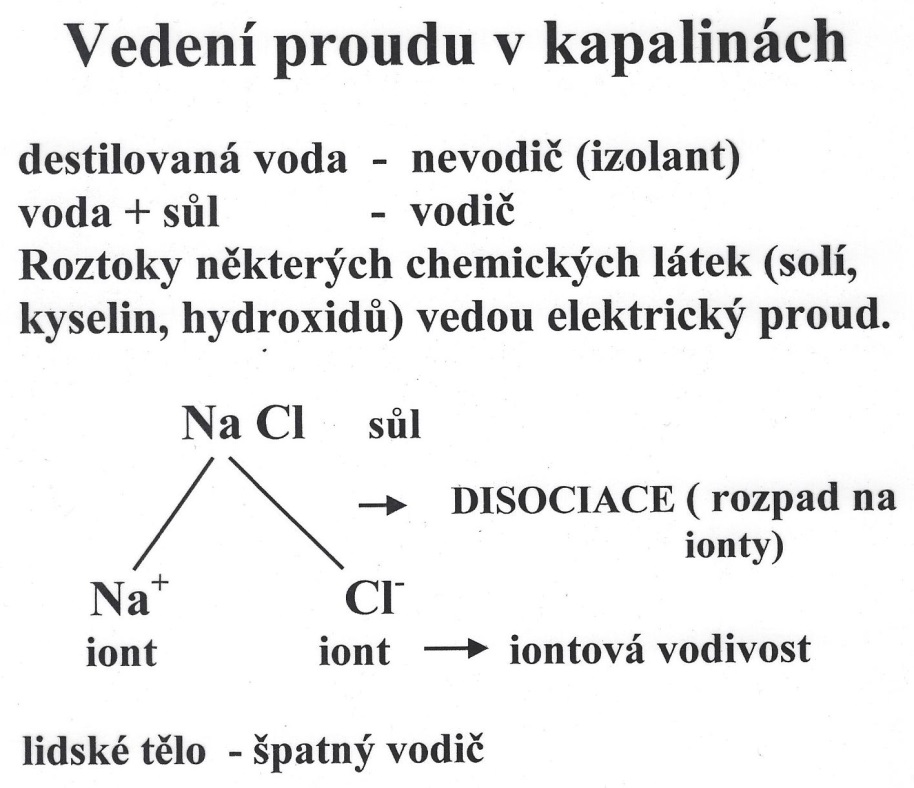 Vedení proudu v kapalinách
destilovaná voda - nevodič (izolant)
voda + sůl - vodič
Roztoky některých chemických látek (solí,
kyselin, hydroxidů) vedou elektrický proud.
Na Cl sůl
DISOCIACE ( rozpad na
ionty)
Na⁺ Cl⁻
iont iont → iontová vodivost
lidské tělo - špatný vodič